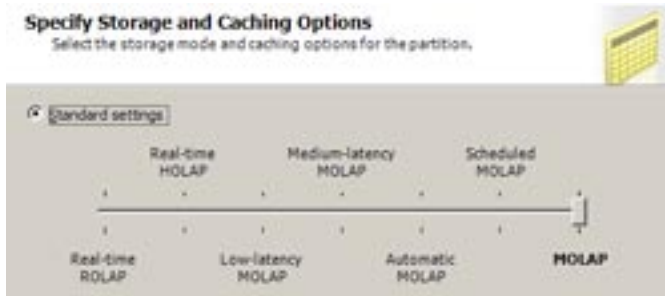 Specify Storage and Caching Options
Select the storage mode and caching options for the partition.
Standard settings
Real-time
HOLAP
Medium-latency
MOLAP
Scheduled
MOLAP
Real-time
ROLAP
Low-latency
MOLAP
Automatic
MOLAP
MOLAP